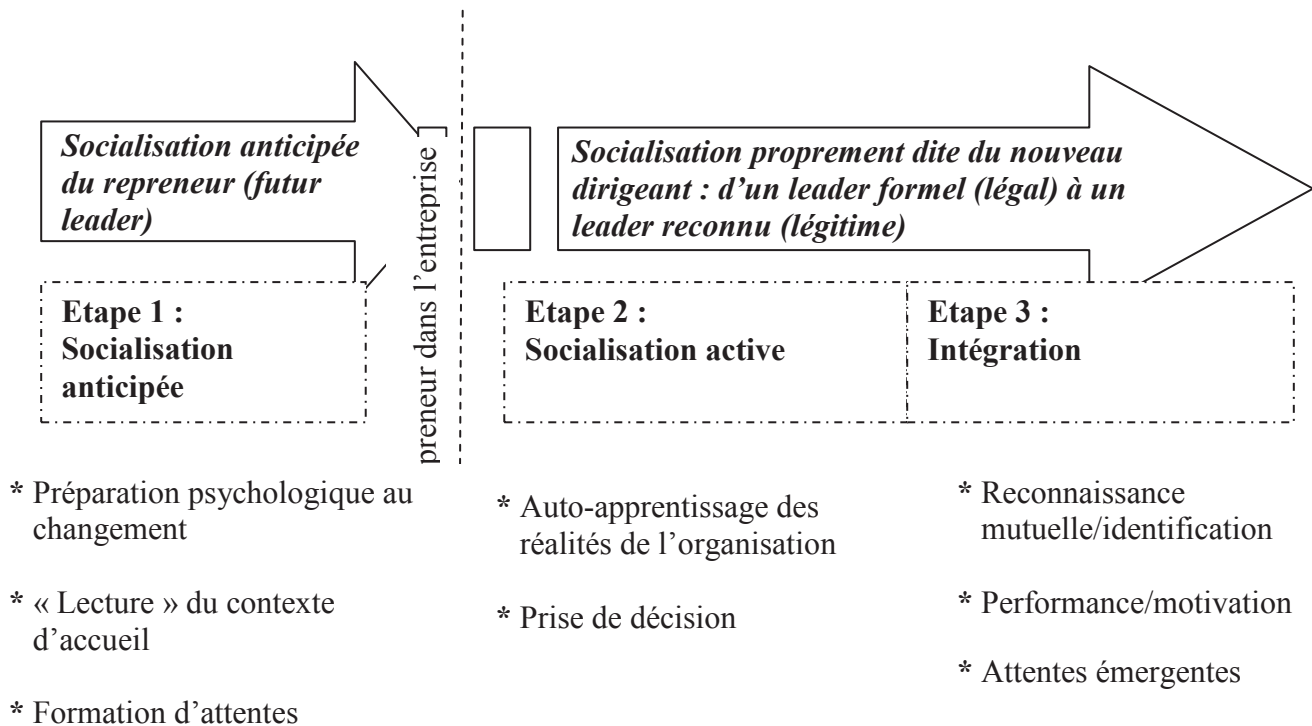 Socialisation anticipée
du repreneur (futur
leader)
preneur dans l’entreprise
Socialisation proprement dite du nouveau
dirigeant : d’un leader formel (légal) à un
leader reconnu (légitime)
Etape 1 :
Socialisation
anticipée
Etape 2 :
Socialisation active
Etape 3 :
Intégration
* Préparation psychologique au
changement
* « Lecture » du contexte
d’accueil
* Formation d’attentes
* Auto-apprentissage des
réalités de l’organisation
* Prise de décision
* Reconnaissance
mutuelle/identification
* Performance/motivation
* Attentes émergentes